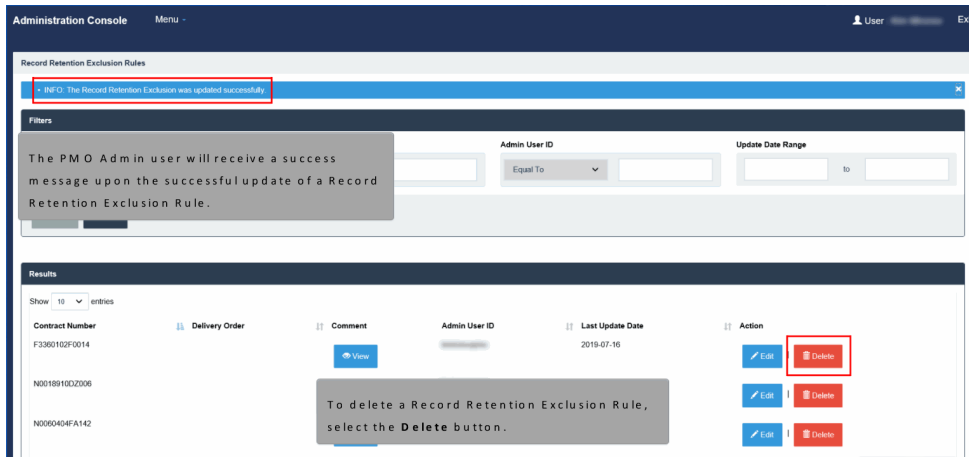 Administration Console Menu - User Ex
Record Retention Exclusion Rules
• INFO: The Record Retention Exclusion was updated successfully. ×
Filters
The PMO Admin user will receive a success
message upon the successful update of a Record
Retention Exclusion Rule.
Admin User ID Update Date Range
Equal To to
Results
Show 10 entries
Contract Number Delivery Order Comment Admin User ID Last Update Date Action
F3360102F0014 2019-07-16
View Edit | Delete
N0018910DZ006
Edit | Delete
To delete a Record Retention Exclusion Rule,
select the Delete button.
N0060404FA142
Edit | Delete